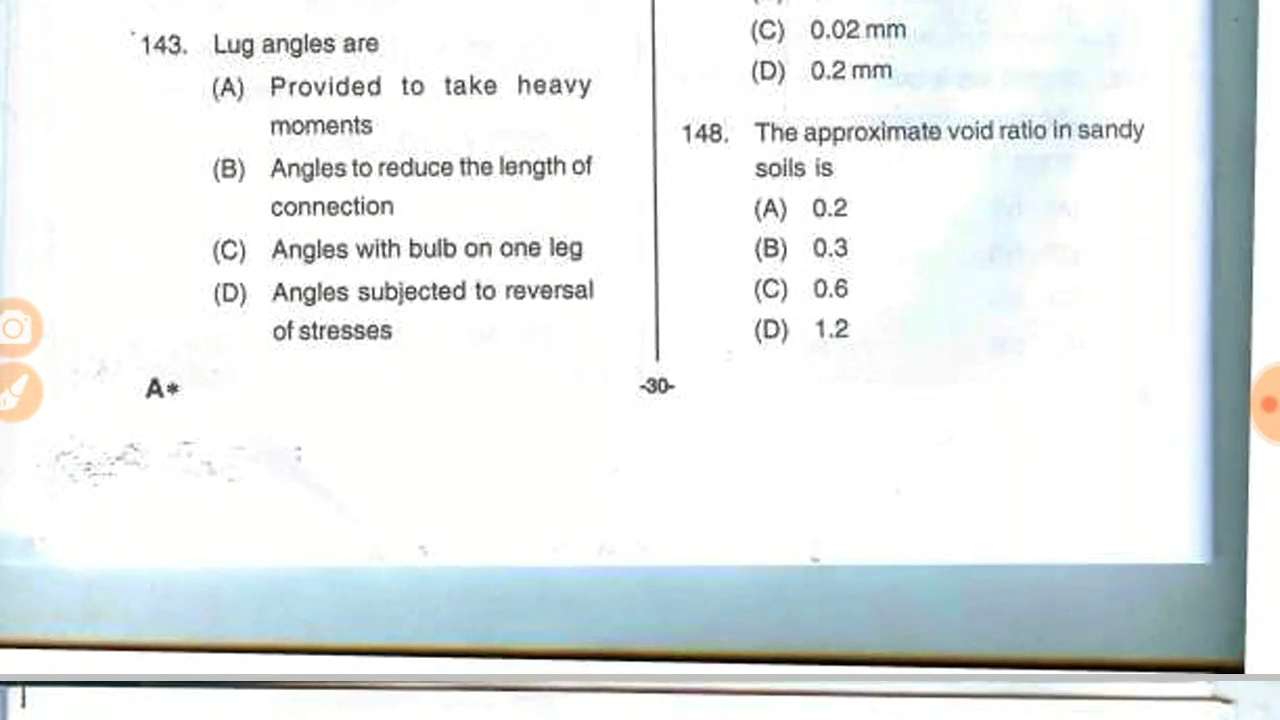 143. Lug angles are
(A) Provided to take heavy
moments
(B) Angles to reduce the length of
connection
(C) Angles with bulb on one leg
(D) Angles subjected to reversal
of stresses
A*
(C) 0.02 mm
(D) 0.2 mm
148. The approximate void ratio in sandy
soils is
(A) 0.2
(B) 0.3
(C) 0.6
(D) 1.2
-30-